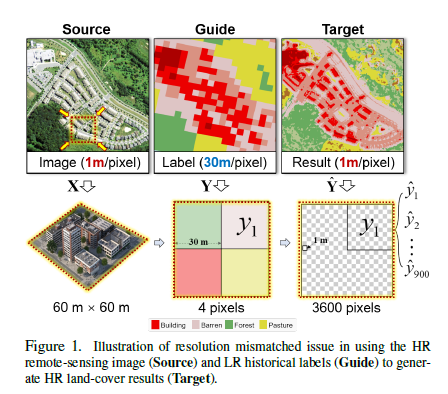 Source Guide Target
Image (1m/pixel) Label (30m/pixel) Result (1m/pixel)
X Y Ŷ
30 m
y₁
1 m
y₁
ŷ₁
ŷ₂
⋮
ŷ₉₀₀
60 m × 60 m 4 pixels 3600 pixels
Building Barren Forest Pasture
Figure 1. Illustration of resolution mismatched issue in using the HR
remote-sensing image (Source) and LR historical labels (Guide) to gener-
ate HR land-cover results (Target).